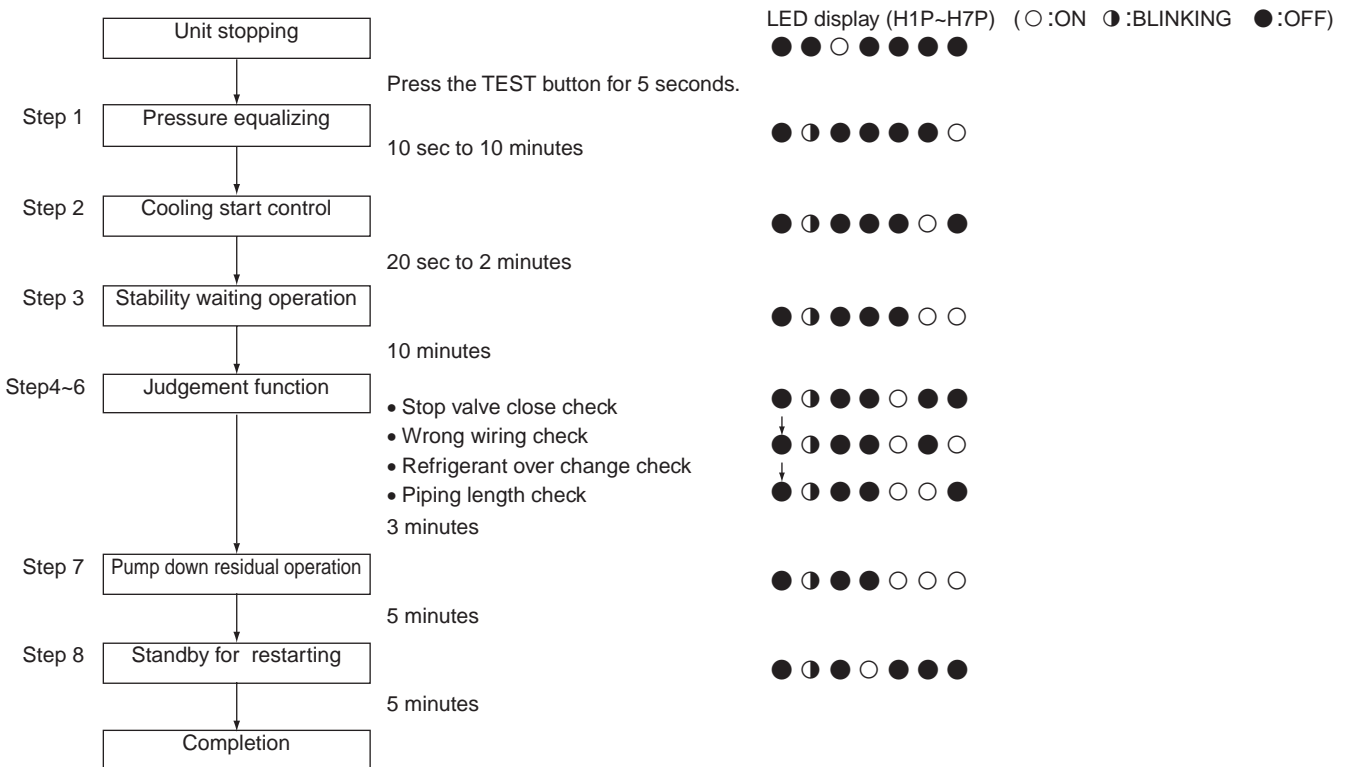 LED display (H1P~H7P) ( ○ :ON ◑ :BLINKING ● :OFF)
Unit stopping
● ● ○ ● ● ● ●
Press the TEST button for 5 seconds.
Step 1 Pressure equalizing
● ◑ ● ● ● ● ○
10 sec to 10 minutes
Step 2 Cooling start control
● ◑ ● ● ● ○ ●
20 sec to 2 minutes
Step 3 Stability waiting operation
● ◑ ● ● ● ○ ○
10 minutes
Step4~6 Judgement function
• Stop valve close check
● ◑ ● ● ○ ● ●
• Wrong wiring check
● ◑ ● ● ○ ● ○
• Refrigerant over change check
• Piping length check
● ◑ ● ● ○ ○ ●
3 minutes
Step 7 Pump down residual operation
● ◑ ● ● ○ ○ ○
5 minutes
Step 8 Standby for restarting
● ◑ ● ○ ● ● ●
5 minutes
Completion